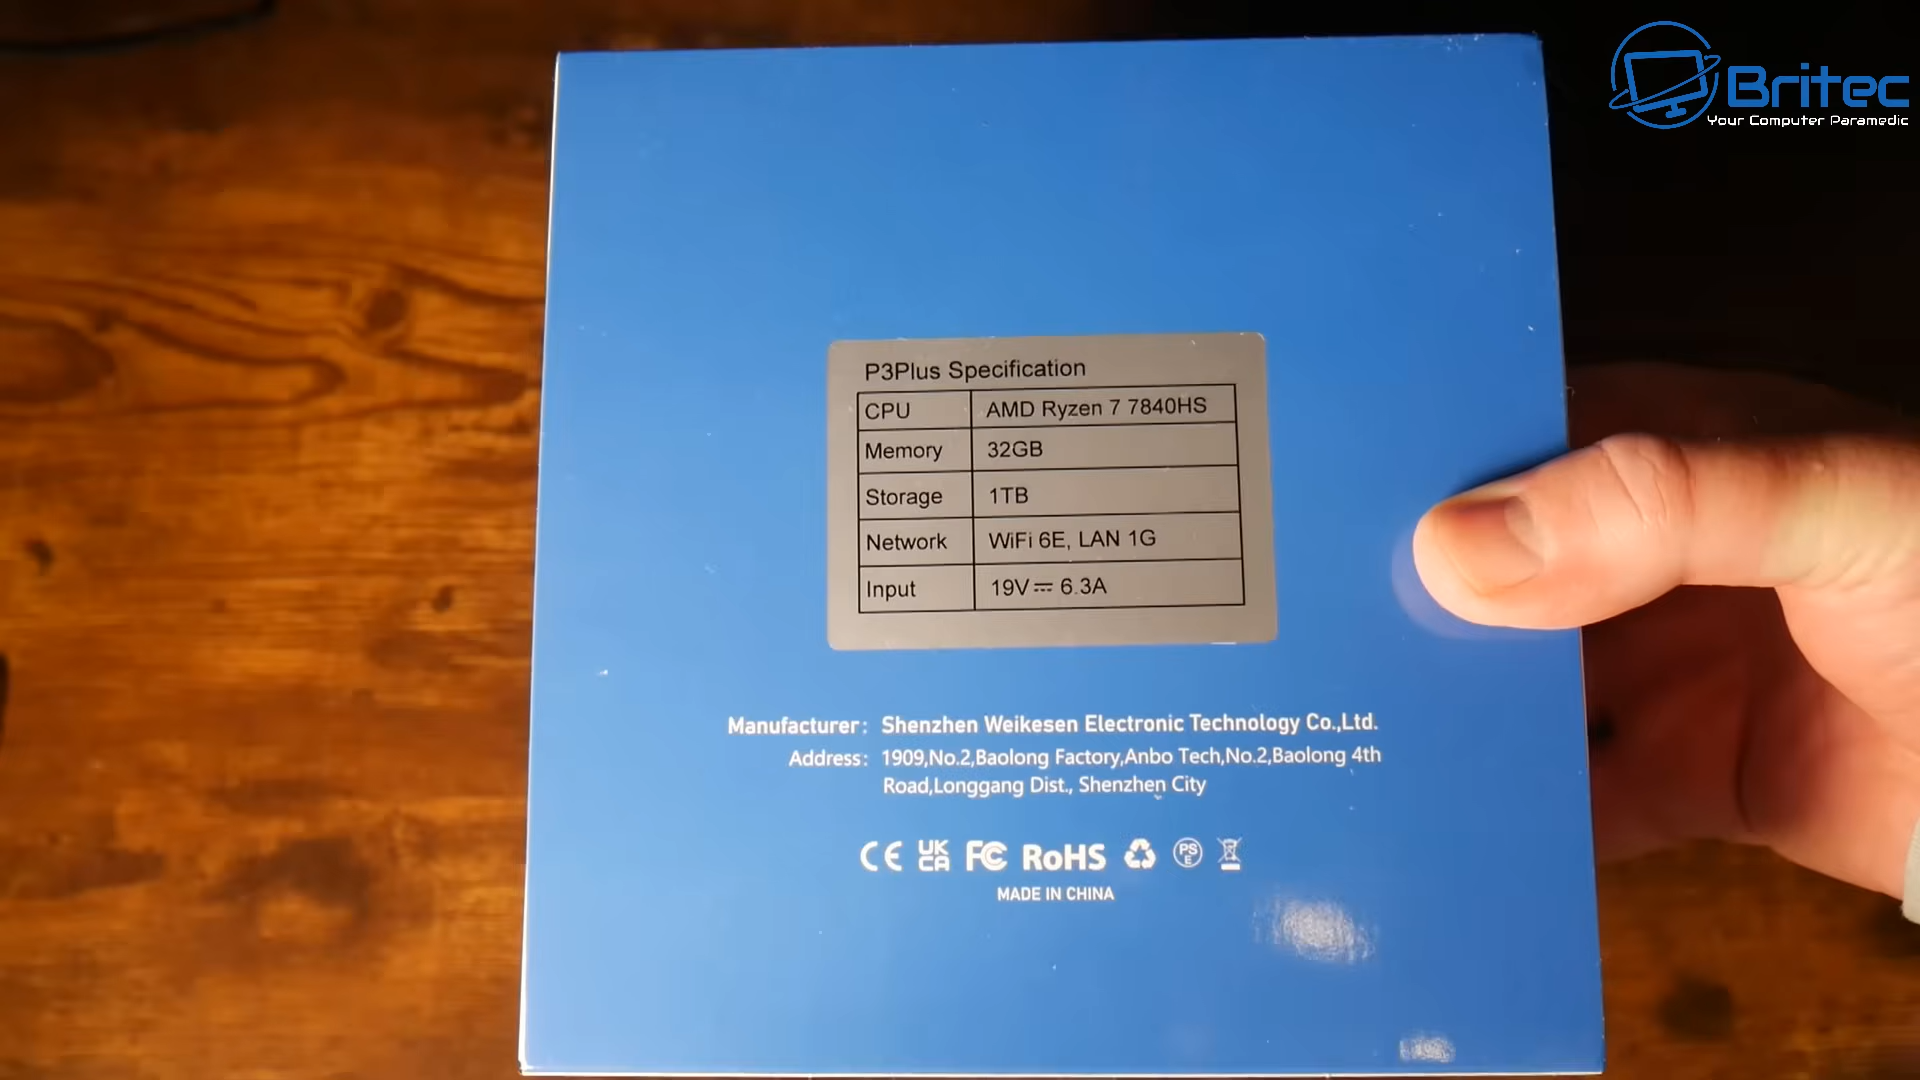 Britec
Your Computer Paramedic
P3Plus Specification
CPU AMD Ryzen 7 7840HS
Memory 32GB
Storage 1TB
Network WiFi 6E, LAN 1G
Input 19V⎓6.3A
Manufacturer: Shenzhen Weikesen Electronic Technology Co.,Ltd.
Address: 1909,No.2,Baolong Factory,Anbo Tech,No.2,Baolong 4th
Road,Longgang Dist., Shenzhen City
CE UKCA FC RoHS PSE
MADE IN CHINA